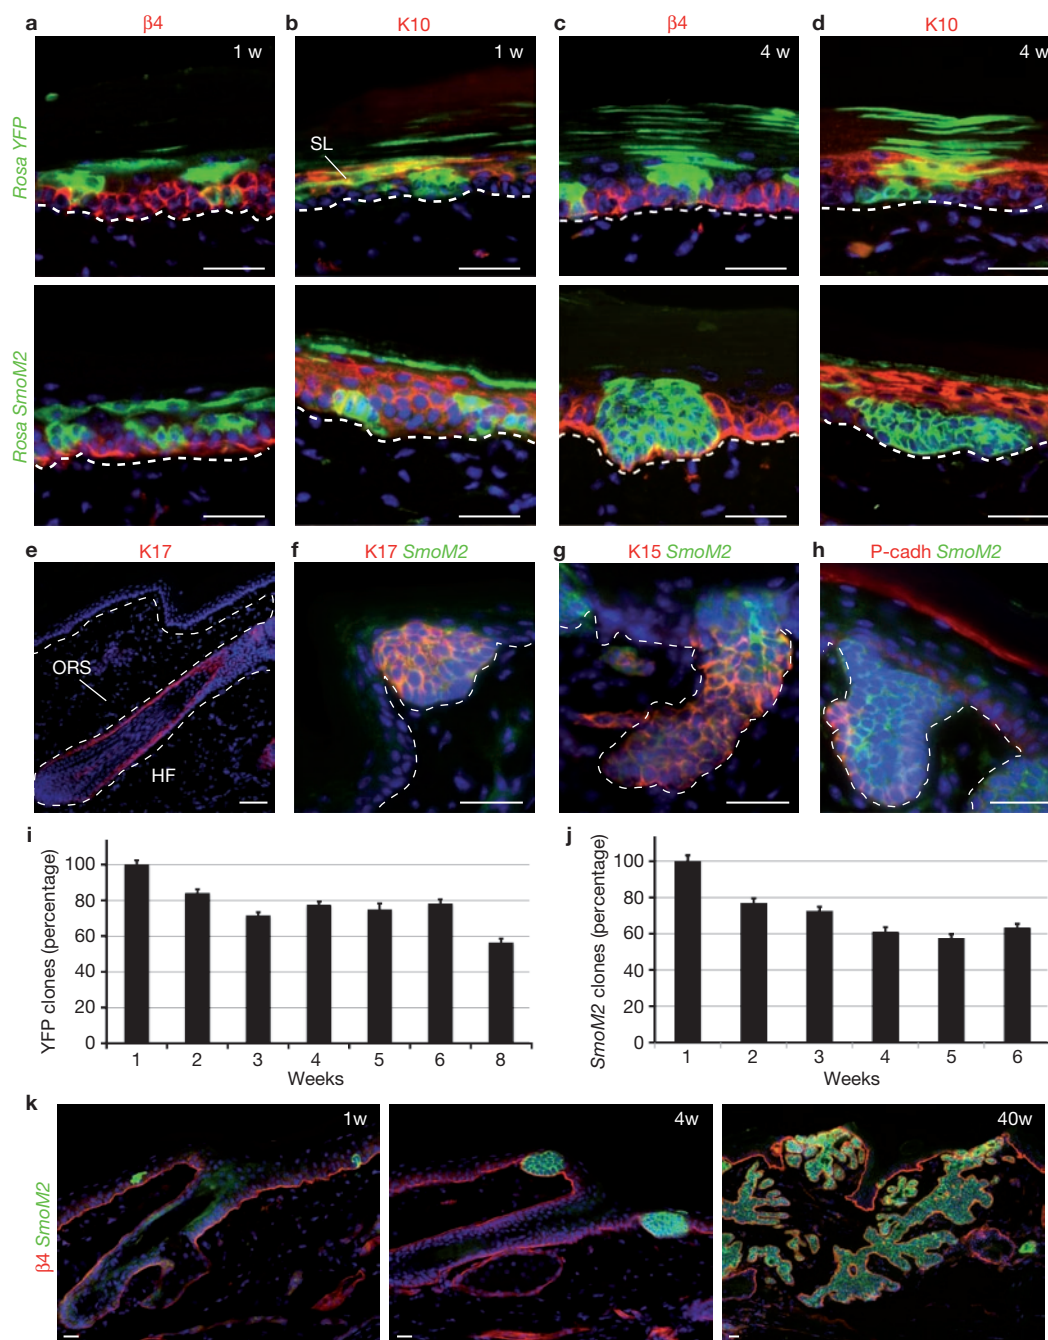 a β4 b K10 c β4 d K10
1 w 1 w 4 w 4 w
Rosa YFP
SL
Rosa SmoM2
e K17 f K17 SmoM2 g K15 SmoM2 h P-cadh SmoM2
ORS
HF
i
YFP clones (percentage)
100
80
60
40
20
0
1 2 3 4 5 6 8
Weeks
j
SmoM2 clones (percentage)
100
80
60
40
20
0
1 2 3 4 5 6
Weeks
k
β4 SmoM2
1w 4w 40w